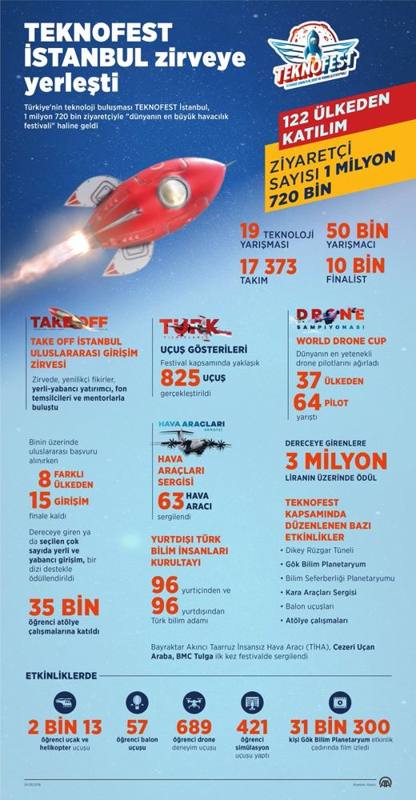 TEKNOFEST
İSTANBUL zirveye
yerleşti
Türkiye'nin teknoloji buluşması TEKNOFEST İstanbul,
1 milyon 720 bin ziyaretçiyle "dünyanın en büyük havacılık
festivali" haline geldi
TEKNOFEST
122 ÜLKEDEN
KATILIM
ZİYARETÇİ
SAYISI 1 MİLYON
720 BİN
19 TEKNOLOJİ
YARIŞMASI
50 BİN
YARIŞMACI
17 373
TAKIM
10 BİN
FİNALİST
TAKE OFF
TAKE OFF İSTANBUL
ULUSLARARASI GİRİŞİM
ZİRVESİ
Zirvede, yenilikçi fikirler,
yerli-yabancı yatırımcı, fon
temsilcileri ve mentorlarla
buluştu
Binin üzerinde
uluslararası başvuru
alınırken
8 FARKLI
ÜLKEDEN
15 GİRİŞİM
finale kaldı
Dereceye giren ya
da seçilen çok
sayıda yerli ve
yabancı girişim, bir
dizi destekle
ödüllendirildi
35 BİN
öğrenci atölye
çalışmalarına katıldı
TÜRK
UÇUŞ GÖSTERİLERİ
Festival kapsamında yaklaşık
825 UÇUŞ
gerçekleştirildi
HAVA ARAÇLARI
SERGİSİ
HAVA
ARAÇLARI
SERGİSİ
63 HAVA
ARACI
sergilendi
YURTDIŞI TÜRK
BİLİM İNSANLARI
KURULTAYI
96 yurtiçinden ve
96 yurtdışından
Türk bilim adamı
DRONE
ŞAMPİYONASI
WORLD DRONE CUP
Dünyanın en yetenekli
drone pilotlarını ağırladı
37 ÜLKEDEN
64 PİLOT
yarıştı
DERECEYE GİRENLERE
3 MİLYON
LİRANIN ÜZERİNDE ÖDÜL
TEKNOFEST
KAPSAMINDA
DÜZENLENEN BAZI
ETKİNLİKLER
• Dikey Rüzgar Tüneli
• Gök Bilim Planetaryum
• Bilim Seferberliği Planetaryumu
• Kara Araçları Sergisi
• Balon uçuşları
• Atölye çalışmaları
Bayraktar Akıncı Taarruz İnsansız Hava Aracı (TİHA), Cezeri Uçan
Araba, BMC Tulga ilk kez festivalde sergilendi
ETKİNLİKLERDE
2 BİN 13
öğrenci uçak ve
helikopter uçuşu
57
öğrenci balon
uçuşu
689
öğrenci drone
deneyim uçuşu
421
öğrenci
simülasyon
uçuşu yaptı
31 BİN 300
kişi Gök Bilim Planetaryum etkinlik
çadırında film izledi